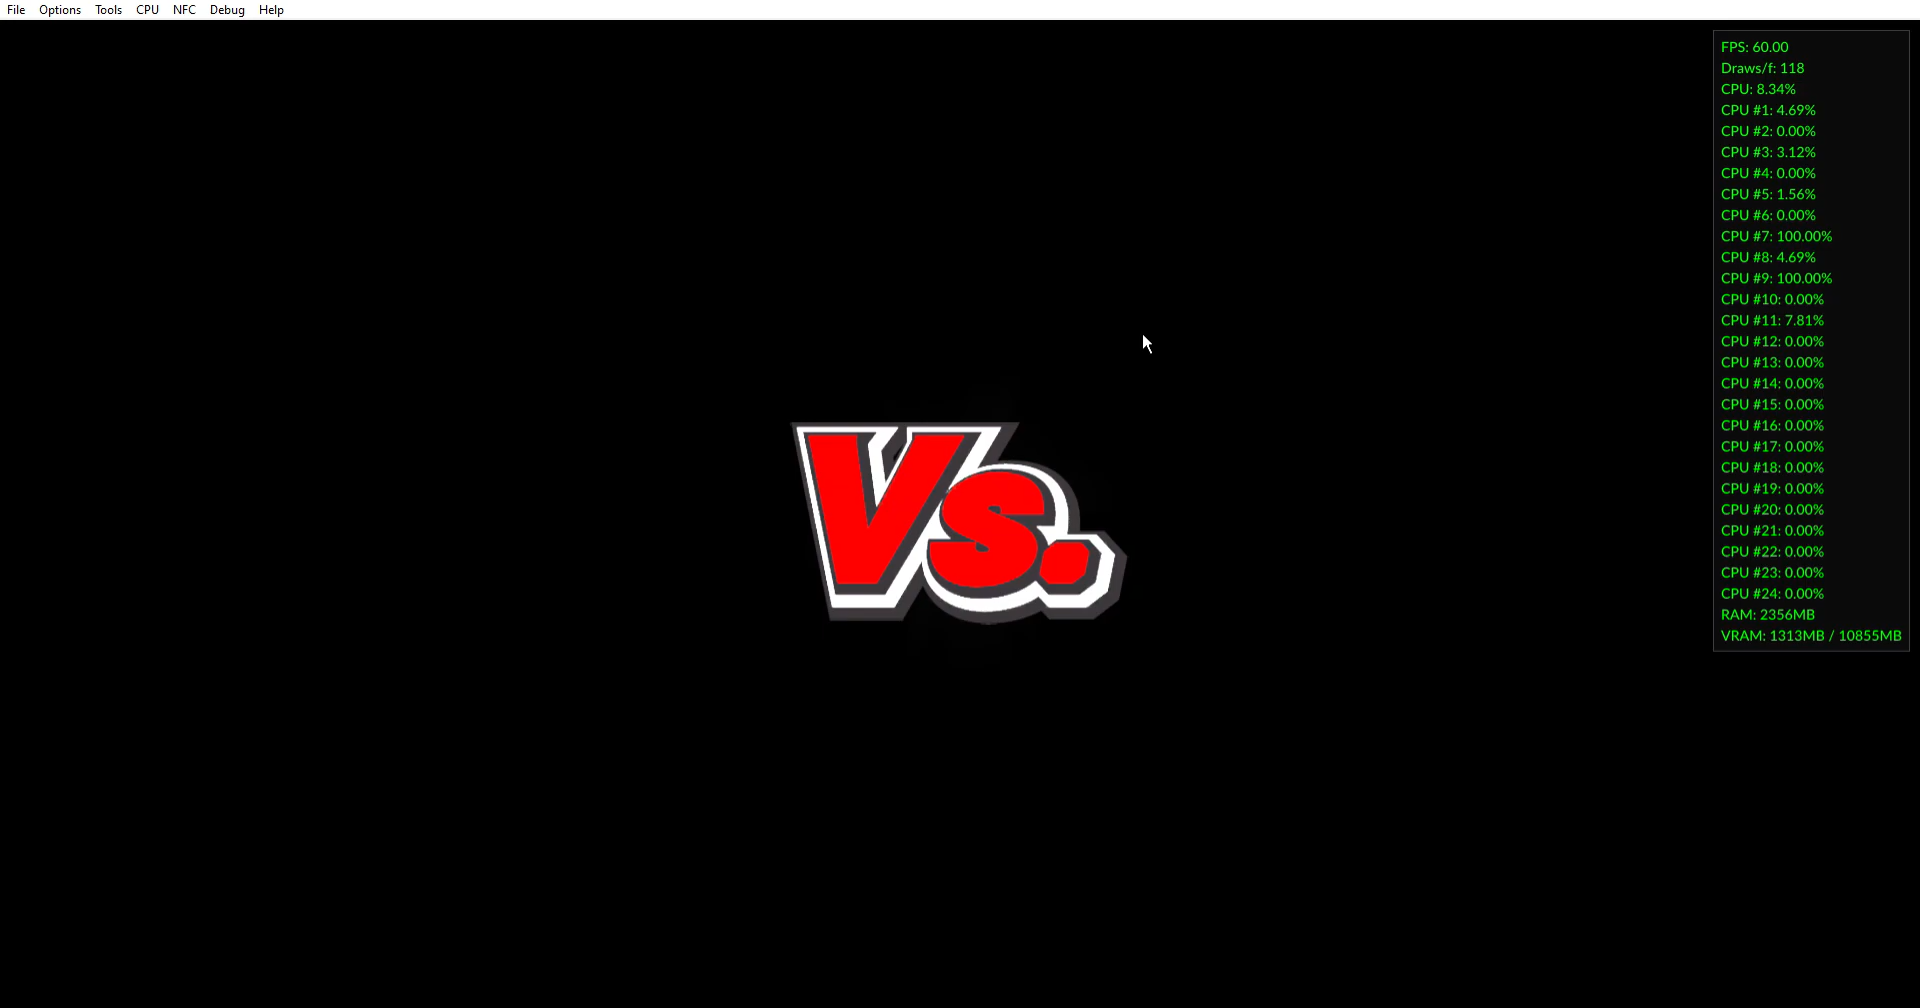 File Options Tools CPU NFC Debug Help
FPS: 60.00
Draws/f: 118
CPU: 8.34%
CPU #1: 4.69%
CPU #2: 0.00%
CPU #3: 3.12%
CPU #4: 0.00%
CPU #5: 1.56%
CPU #6: 0.00%
CPU #7: 100.00%
CPU #8: 4.69%
CPU #9: 100.00%
CPU #10: 0.00%
CPU #11: 7.81%
CPU #12: 0.00%
CPU #13: 0.00%
CPU #14: 0.00%
CPU #15: 0.00%
CPU #16: 0.00%
CPU #17: 0.00%
CPU #18: 0.00%
CPU #19: 0.00%
CPU #20: 0.00%
CPU #21: 0.00%
CPU #22: 0.00%
CPU #23: 0.00%
CPU #24: 0.00%
RAM: 2356MB
VRAM: 1313MB / 10855MB
Vs.